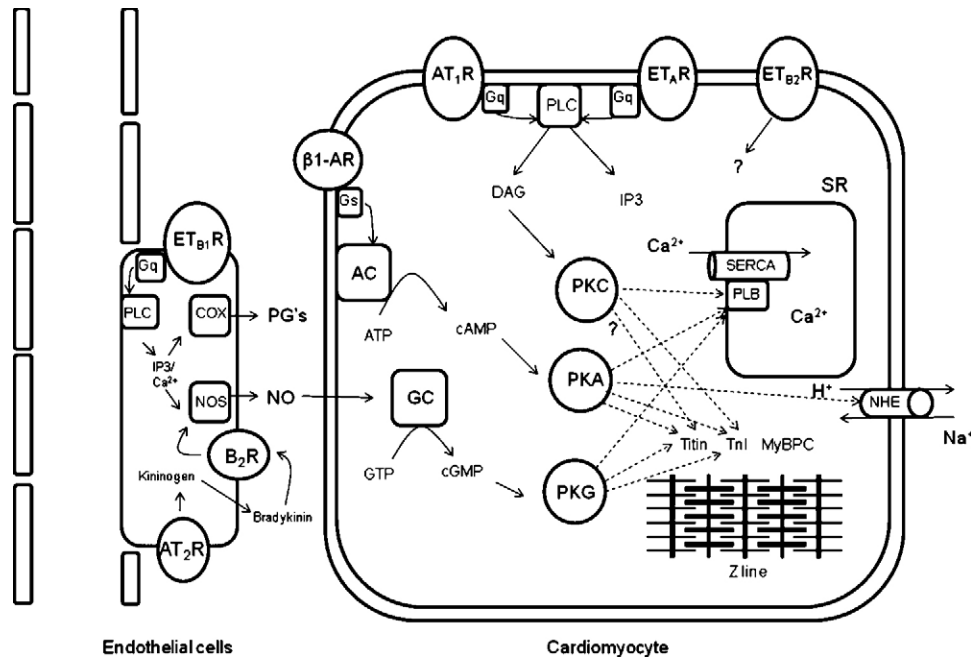 AT1R
ETAR
ETB2R
Gq
PLC
Gq
β1-AR
?
DAG
IP3
SR
Gs
ETB1R
Ca²⁺
Gq
AC
SERCA
PKC
PLB
PLC
COX
PG's
Ca²⁺
ATP
cAMP
?
IP3/
Ca²⁺
PKA
H⁺
NOS
NO
GC
NHE
Na⁺
Titin
TnI
MyBPC
B2R
GTP
cGMP
Kininogen
PKG
Bradykinin
AT2R
Z line
Endothelial cells
Cardiomyocyte